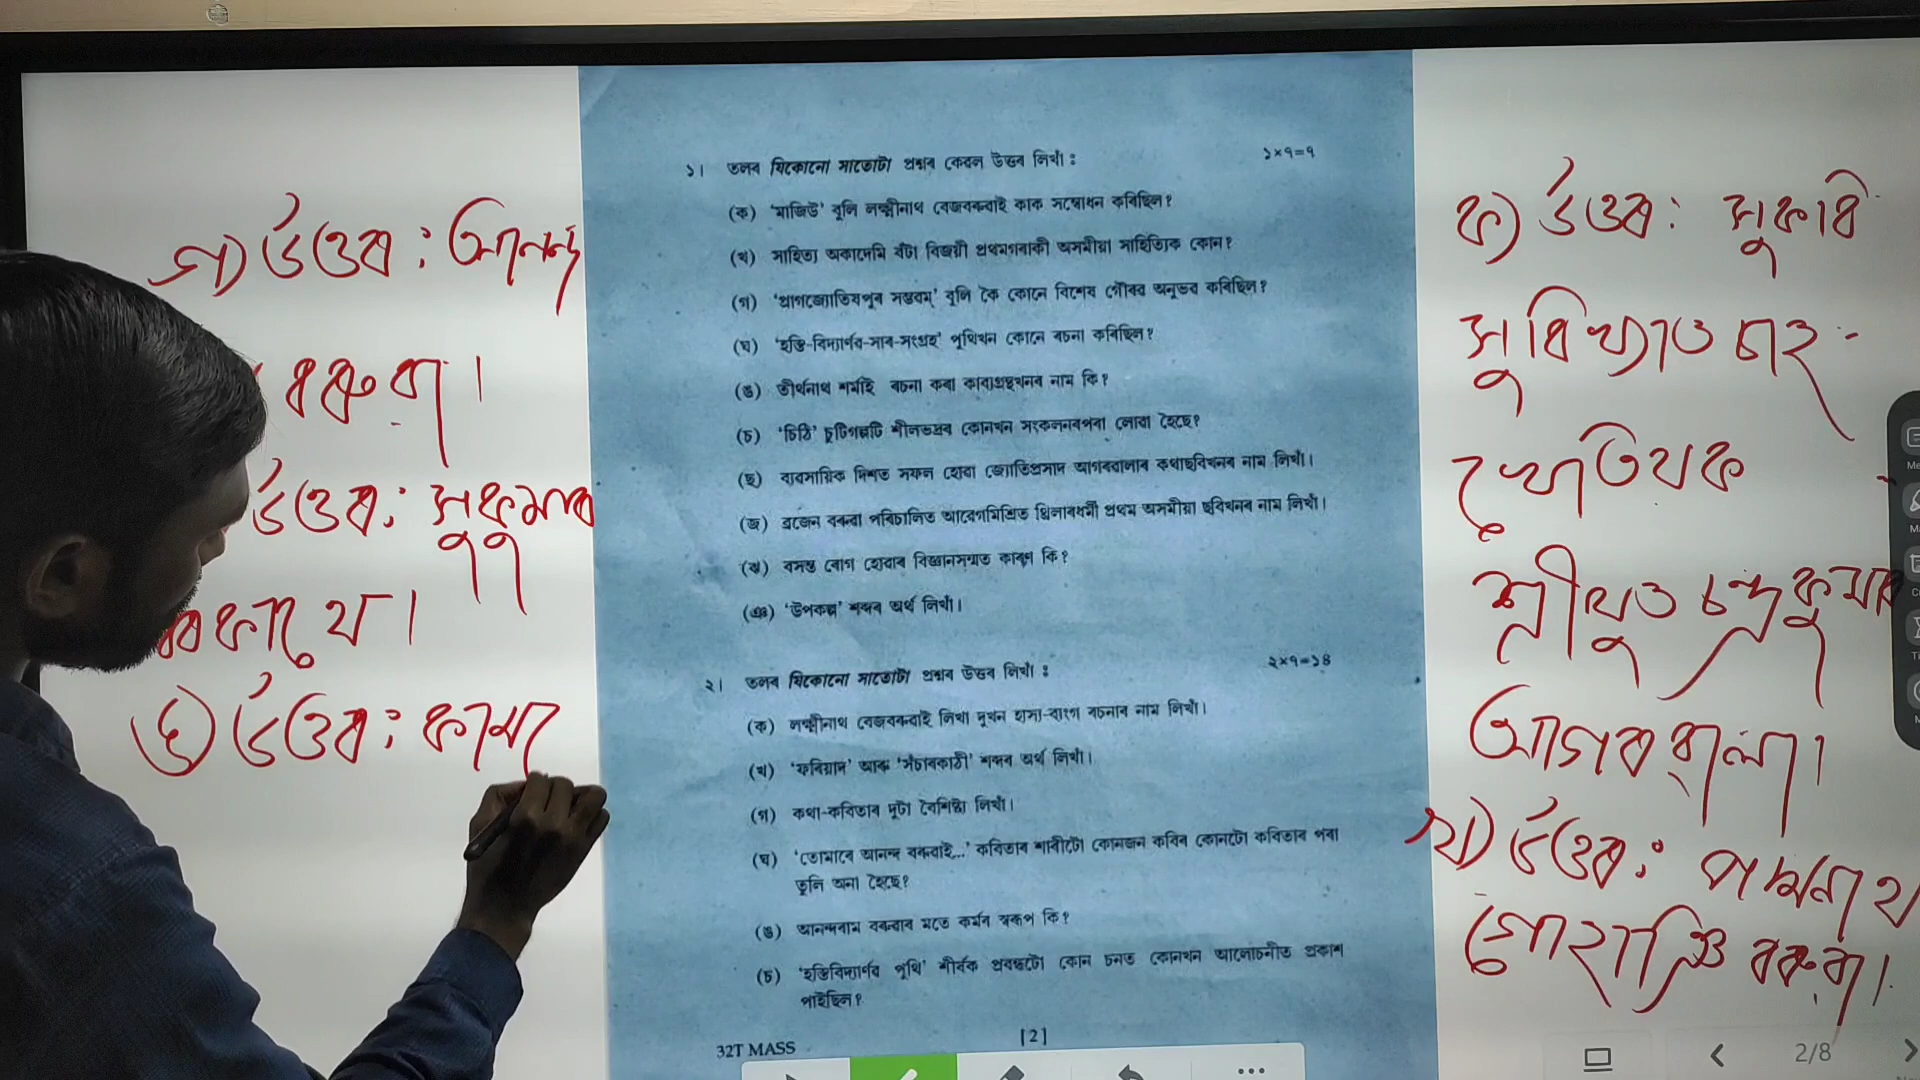 ১। তলৰ যিকোনো সাতোটা প্ৰশ্নৰ কেৱল উত্তৰ লিখাঁ : ১×৭=৭
(ক) 'মাজিউ' বুলি লক্ষ্মীনাথ বেজবৰুৱাই কাক সম্বোধন কৰিছিল?
(খ) সাহিত্য অকাদেমি বঁটা বিজয়ী প্ৰথমগৰাকী অসমীয়া সাহিত্যিক কোন?
(গ) 'প্ৰাগজ্যোতিষপুৰ সম্ভৱম্' বুলি কৈ কোনে বিশেষ গৌৰৱ অনুভৱ কৰিছিল?
(ঘ) 'হস্তি-বিদ্যাৰ্ণৱ-সাৰ-সংগ্ৰহ' পুথিখন কোনে ৰচনা কৰিছিল?
(ঙ) তীৰ্থনাথ শৰ্মাই ৰচনা কৰা কাব্যগ্ৰন্থখনৰ নাম কি?
(চ) 'চিঠি' চুটিগল্পটি শীলভদ্ৰৰ কোনখন সংকলনৰপৰা লোৱা হৈছে?
(ছ) ব্যৱসায়িক দিশত সফল হোৱা জ্যোতিপ্ৰসাদ আগৰৱালাৰ কথাছবিখনৰ নাম লিখাঁ।
(জ) ব্ৰজেন বৰুৱা পৰিচালিত আবেগমিশ্ৰিত থ্ৰিলাৰধৰ্মী প্ৰথম অসমীয়া ছবিখনৰ নাম লিখাঁ।
(ঝ) বসন্ত ৰোগ হোৱাৰ বিজ্ঞানসন্মত কাৰণ কি?
(ঞ) 'উপকল্প' শব্দৰ অৰ্থ লিখাঁ।
২। তলৰ যিকোনো সাতোটা প্ৰশ্নৰ উত্তৰ লিখাঁ : ২×৭=১৪
(ক) লক্ষ্মীনাথ বেজবৰুৱাই লিখা দুখন হাস্য-ব্যংগ ৰচনাৰ নাম লিখাঁ।
(খ) 'ফৰিয়াদ' আৰু 'সঁচাৰকাঠী' শব্দৰ অৰ্থ লিখাঁ।
(গ) কথা-কবিতাৰ দুটা বৈশিষ্ট্য লিখাঁ।
(ঘ) 'তোমাৰে আনন্দ বৰুৱাই...' কবিতাৰ শাৰীটো কোনজন কবিৰ কোনটো কবিতাৰ পৰা
তুলি অনা হৈছে?
(ঙ) আনন্দৰাম বৰুৱাৰ মতে কৰ্মৰ স্বৰূপ কি?
(চ) 'হস্তিবিদ্যাৰ্ণৱ পুথি' শীৰ্ষক প্ৰবন্ধটো কোন চনত কোনখন আলোচনীত প্ৰকাশ
পাইছিল?
32T MASS [2]
গ) উত্তৰ : আনন্দ
বৰুৱা।
উত্তৰ : সুকুমাৰ
বৰকাথ।
ঙ) উত্তৰ : কাম্য
ক) উত্তৰ : সুকবি
সুবিখ্যাত চাহ-
খেতিয়ক
শ্ৰীযুত চন্দ্ৰকুমাৰ
আগৰৱালা।
খ) উত্তৰ : পদ্মনাথ
গোহাঞি বৰুৱা।
2/8